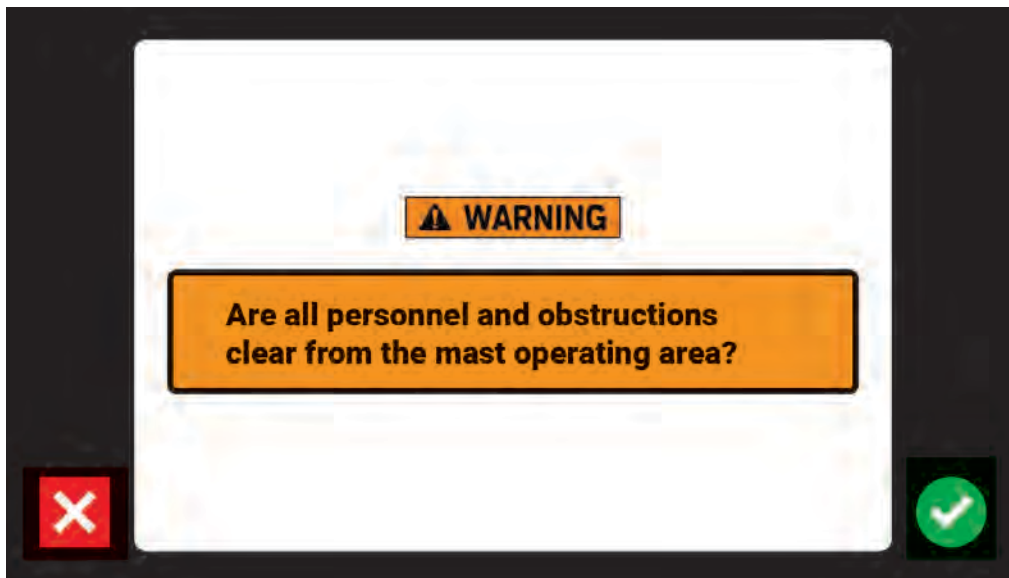 WARNING
Are all personnel and obstructions
clear from the mast operating area?